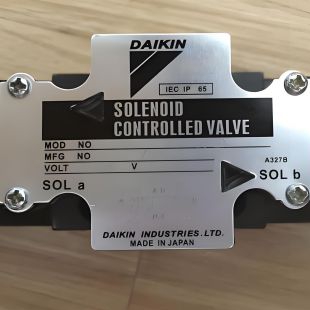 DAIKIN
IEC IP 65
SOLENOID
CONTROLLED VALVE
MOD NO
MFG NO
VOLT V
A327B
SOL a
SOL b
DAIKIN INDUSTRIES.LTD.
MADE IN JAPAN